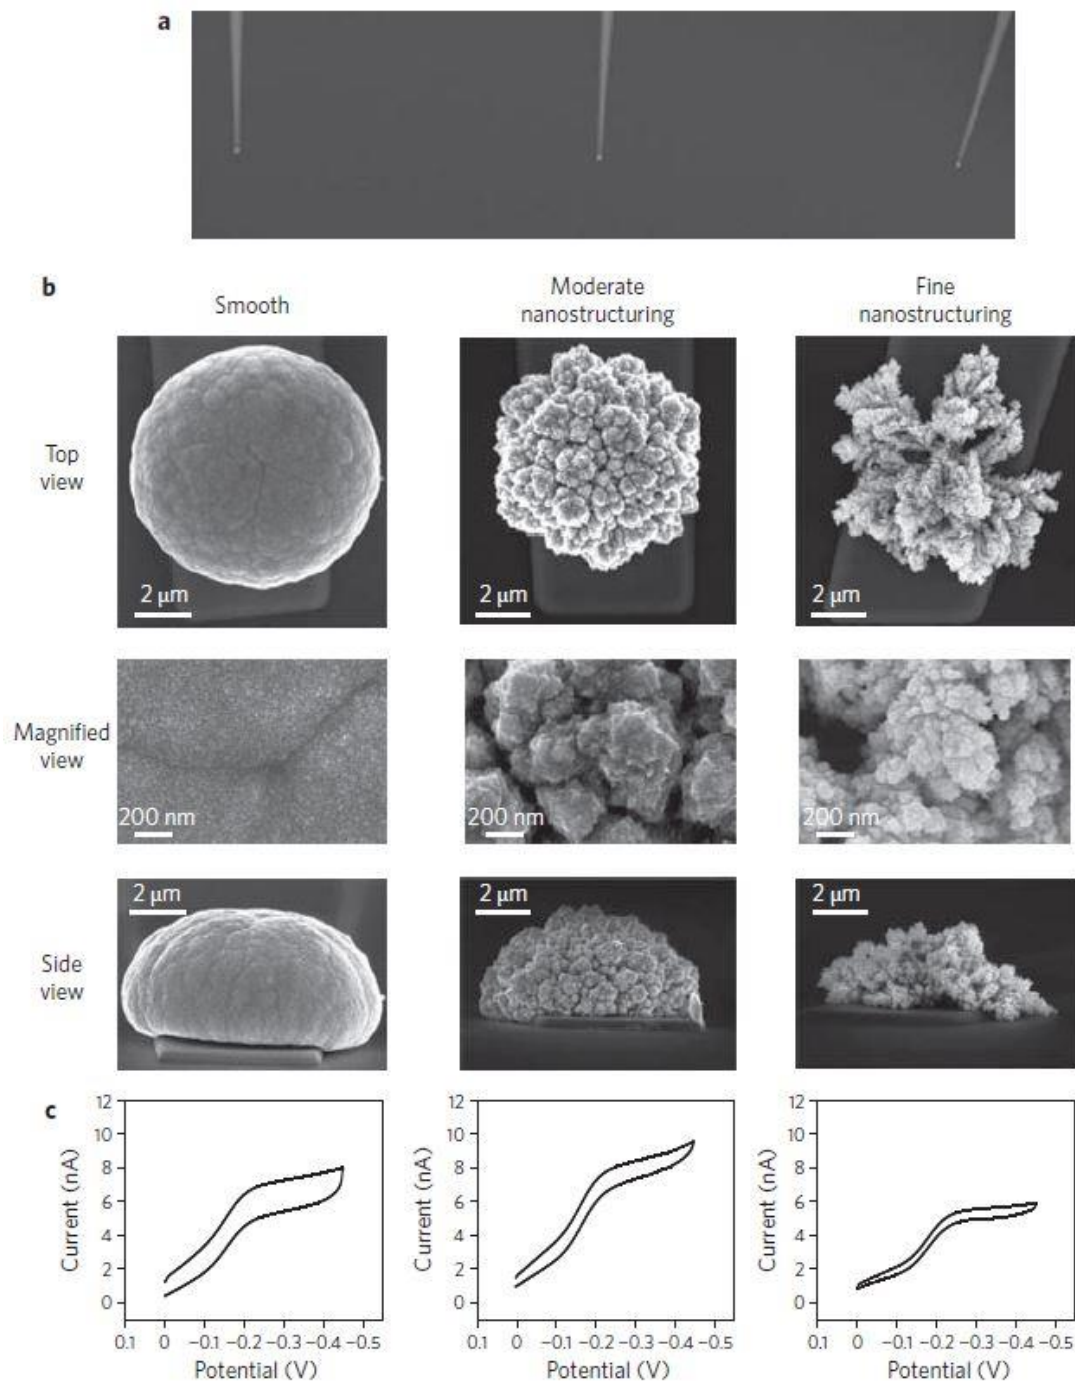 a
b
Smooth
Moderate
nanostructuring
Fine
nanostructuring
Top
view
2 μm
2 μm
2 μm
Magnified
view
200 nm
200 nm
200 nm
Side
view
2 μm
2 μm
2 μm
c
Current (nA)
12
10
8
6
4
2
0
0.1 0 −0.1 −0.2 −0.3 −0.4 −0.5
Potential (V)
Current (nA)
12
10
8
6
4
2
0
0.1 0 −0.1 −0.2 −0.3 −0.4 −0.5
Potential (V)
Current (nA)
12
10
8
6
4
2
0
0.1 0 −0.1 −0.2 −0.3 −0.4 −0.5
Potential (V)